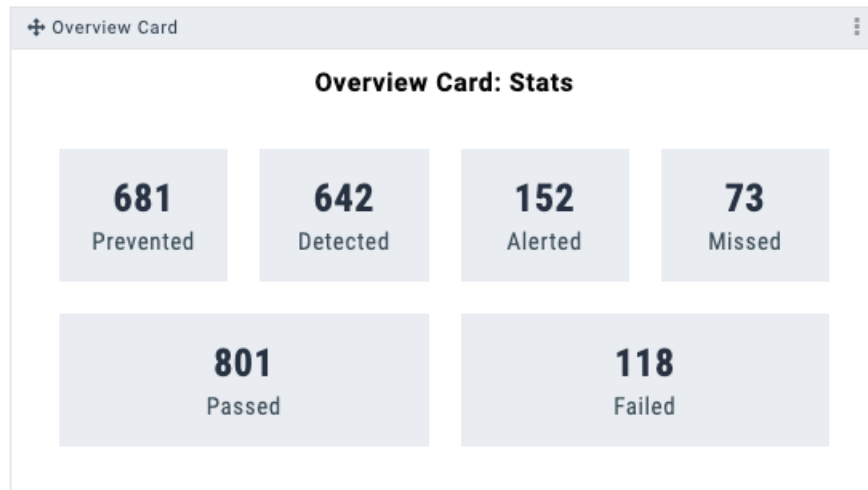 Overview Card
Overview Card: Stats
681 642 152 73
Prevented Detected Alerted Missed
801 118
Passed Failed